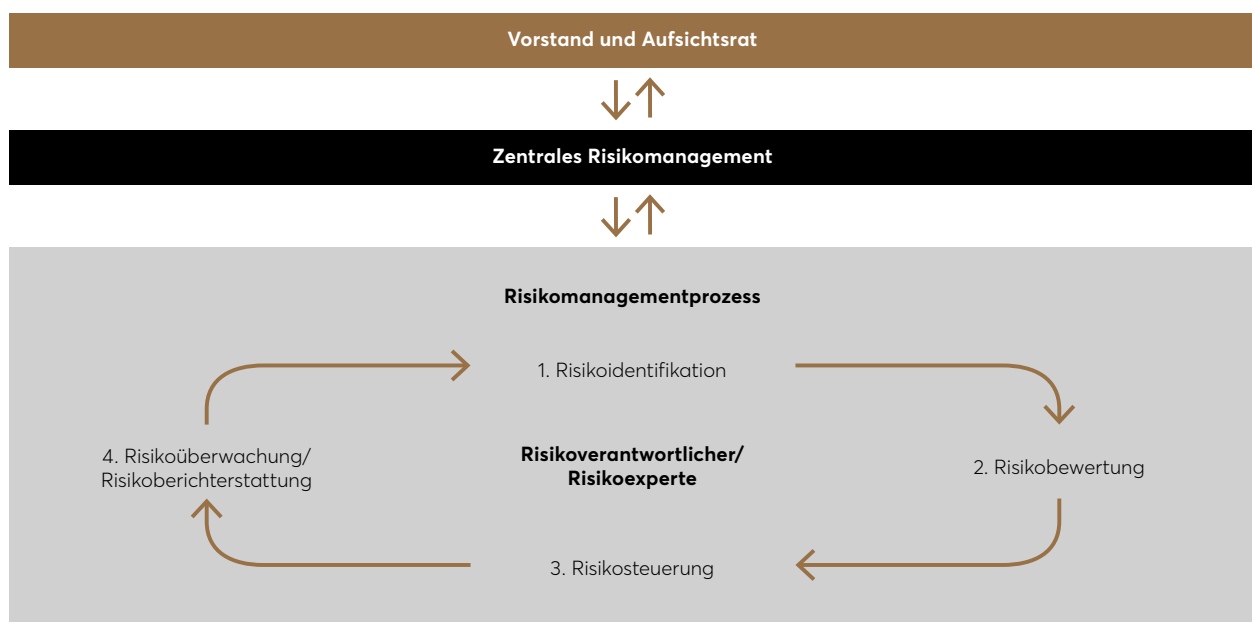 Vorstand und Aufsichtsrat
Zentrales Risikomanagement
Risikomanagementprozess
1. Risikoidentifikation
4. Risikoüberwachung/
Risikoberichterstattung
Risikoverantwortlicher/
Risikoexperte
2. Risikobewertung
3. Risikosteuerung